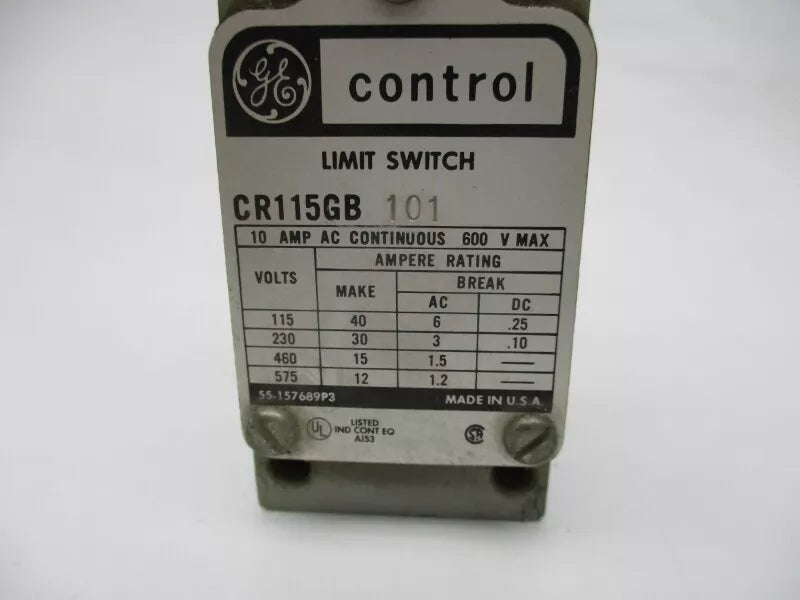 GE control
LIMIT SWITCH
CR115GB 101
10 AMP AC CONTINUOUS 600 V MAX
VOLTS AMPERE RATING
MAKE BREAK
AC DC
115 40 6 .25
230 30 3 .10
460 15 1.5 —
575 12 1.2 —
55-157689P3 MADE IN U.S.A.
UL LISTED
IND CONT EQ
A153
SA